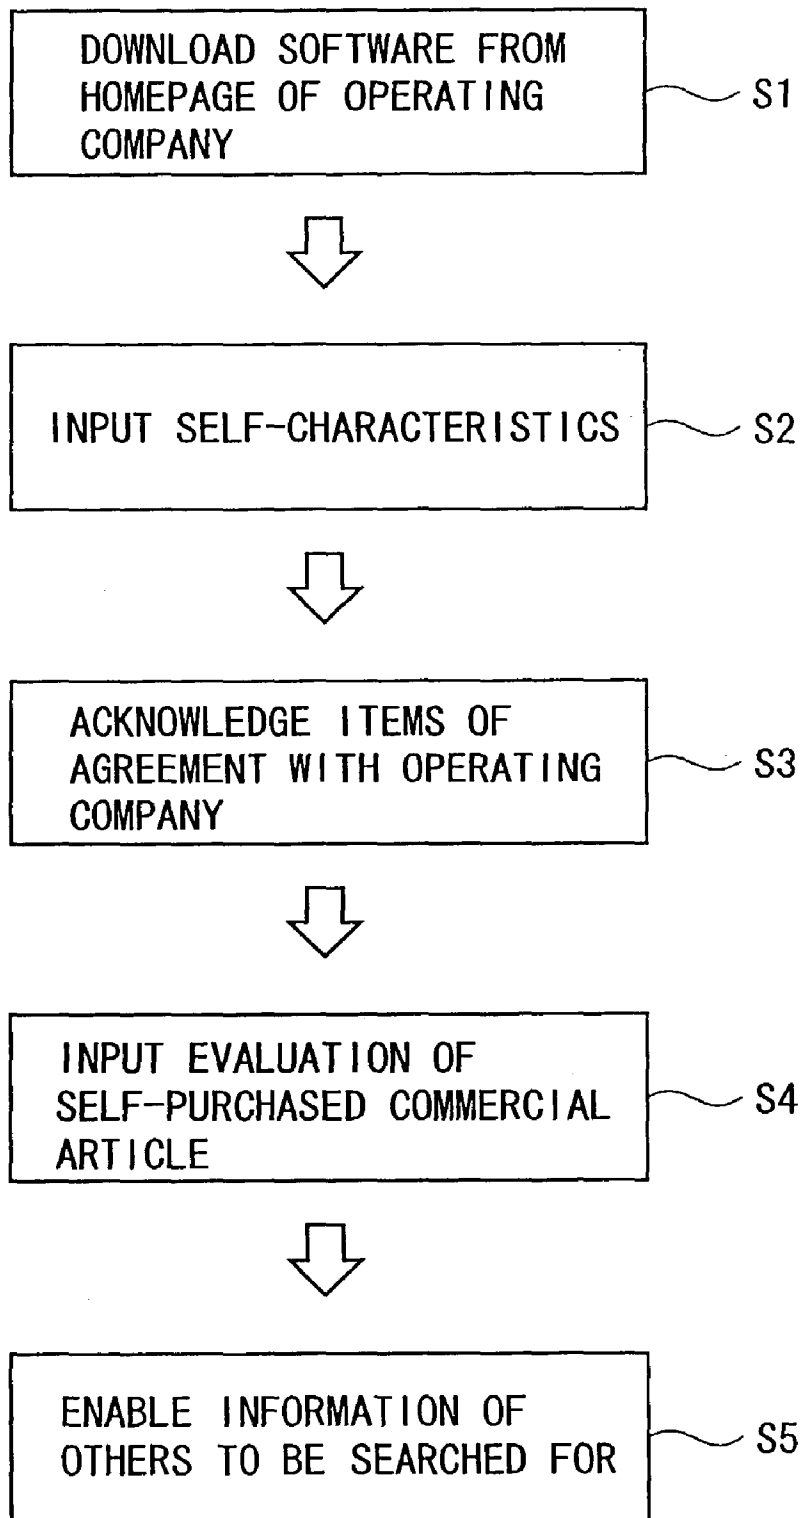 DOWNLOAD SOFTWARE FROM
HOMEPAGE OF OPERATING
COMPANY
S1
INPUT SELF-CHARACTERISTICS
S2
ACKNOWLEDGE ITEMS OF
AGREEMENT WITH OPERATING
COMPANY
S3
INPUT EVALUATION OF
SELF-PURCHASED COMMERCIAL
ARTICLE
S4
ENABLE INFORMATION OF
OTHERS TO BE SEARCHED FOR
S5